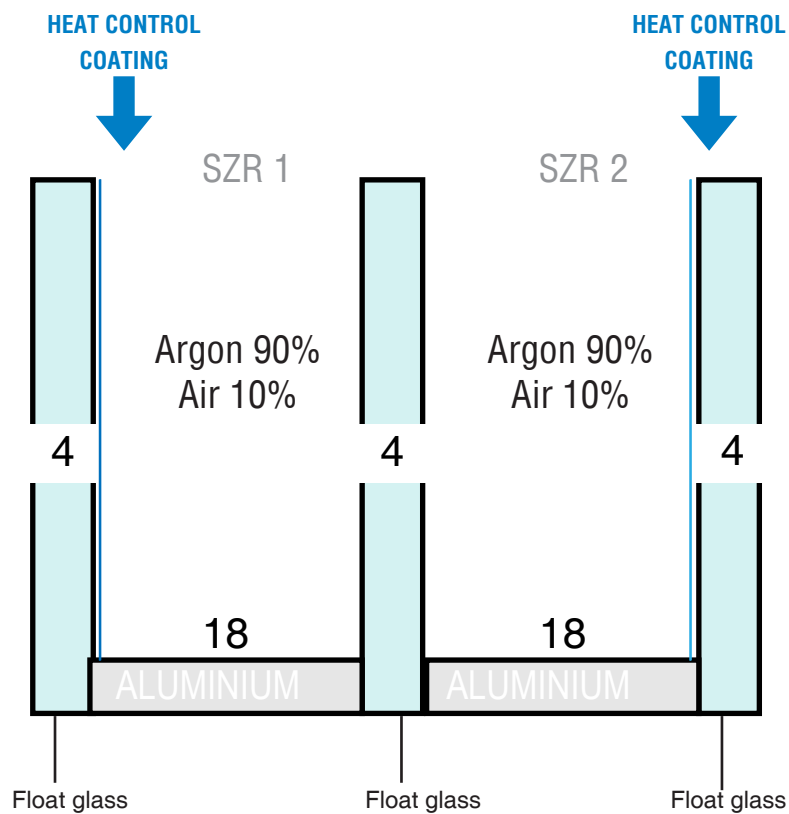 HEAT CONTROL
COATING
HEAT CONTROL
COATING
SZR 1
SZR 2
Argon 90%
Air 10%
Argon 90%
Air 10%
4
4
4
18
18
ALUMINIUM
ALUMINIUM
Float glass
Float glass
Float glass